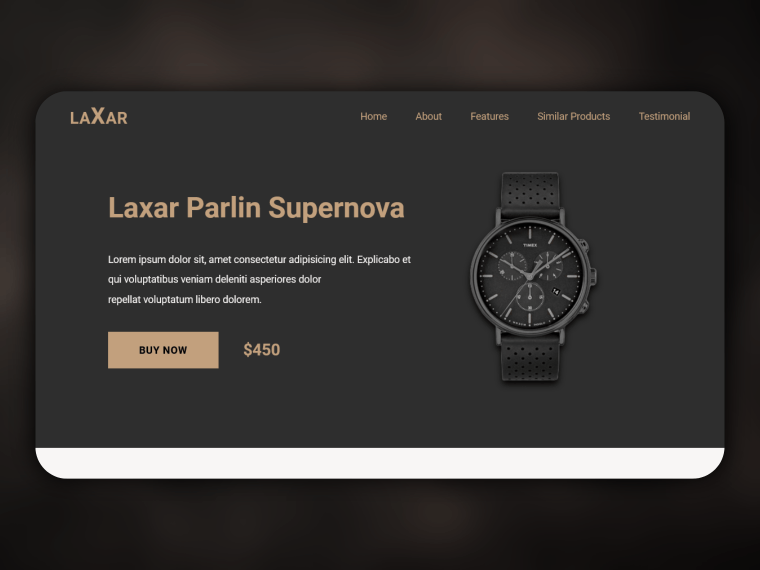 LAXAR
Home About Features Similar Products Testimonial
Laxar Parlin Supernova
Lorem ipsum dolor sit, amet consectetur adipisicing elit. Explicabo et
qui voluptatibus veniam deleniti asperiores dolor
repellat voluptatum libero dolorem.
BUY NOW $450
TIMEX
14